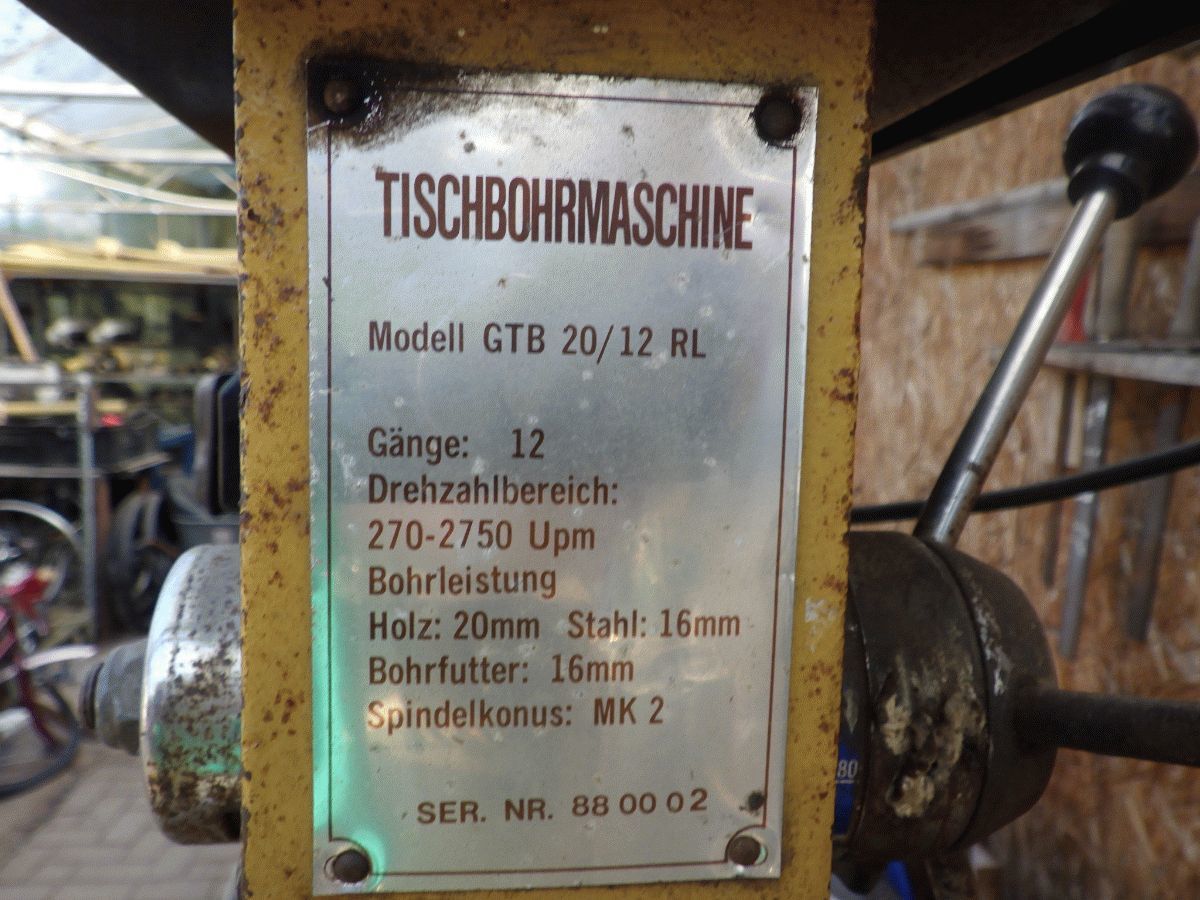 TISCHBOHRMASCHINE
Modell GTB 20/12 RL
Gänge: 12
Drehzahlbereich:
270-2750 Upm
Bohrleistung
Holz: 20mm Stahl: 16mm
Bohrfutter: 16mm
Spindelkonus: MK 2
SER. NR. 88 00 02
80